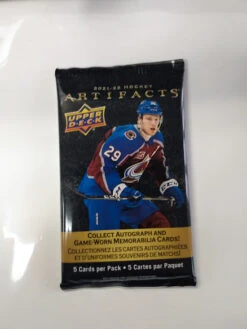 2021-22 HOCKEY
ARTIFACTS
UPPER
DECK
29
COLLECT AUTOGRAPH AND
GAME-WORN MEMORABILIA CARDS!
COLLECTIONNEZ LES CARTES AUTOGRAPHIÉES
ET D'UNIFORMES SOUVENIRS DE MATCHS!
5 Cards per Pack • 5 Cartes par Paquet